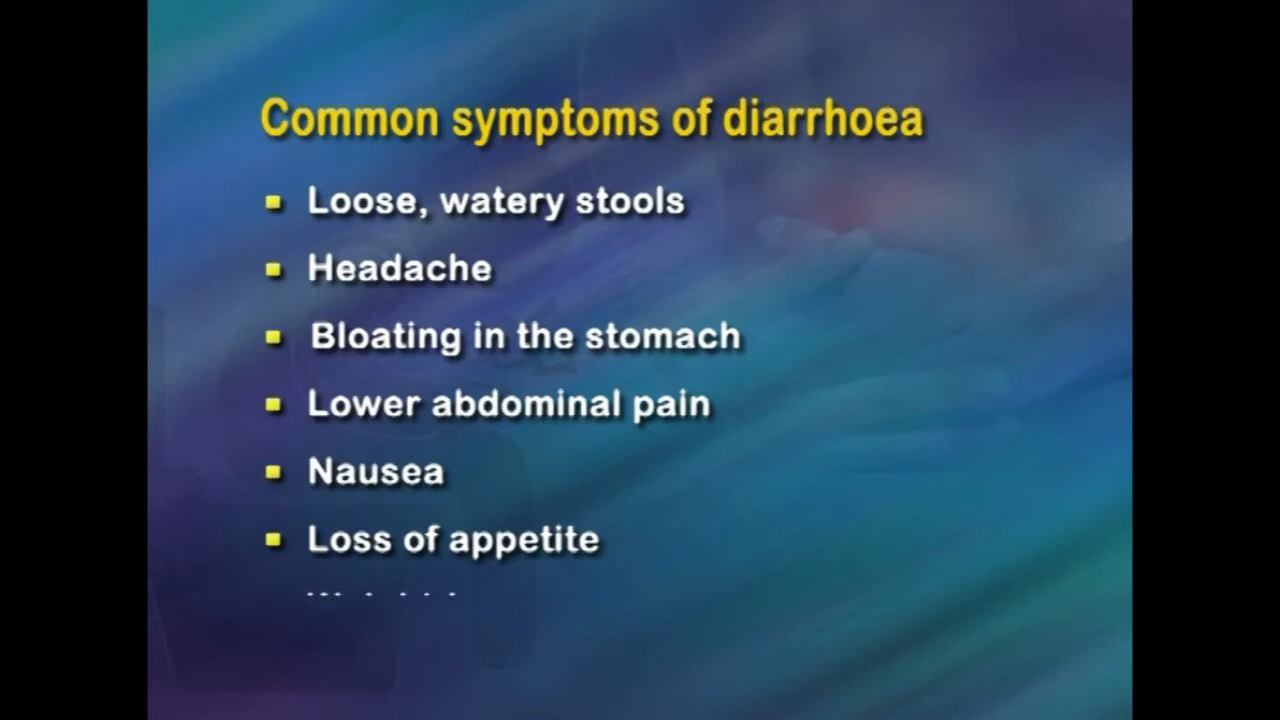 Common symptoms of diarrhoea
Loose, watery stools
Headache
Bloating in the stomach
Lower abdominal pain
Nausea
Loss of appetite